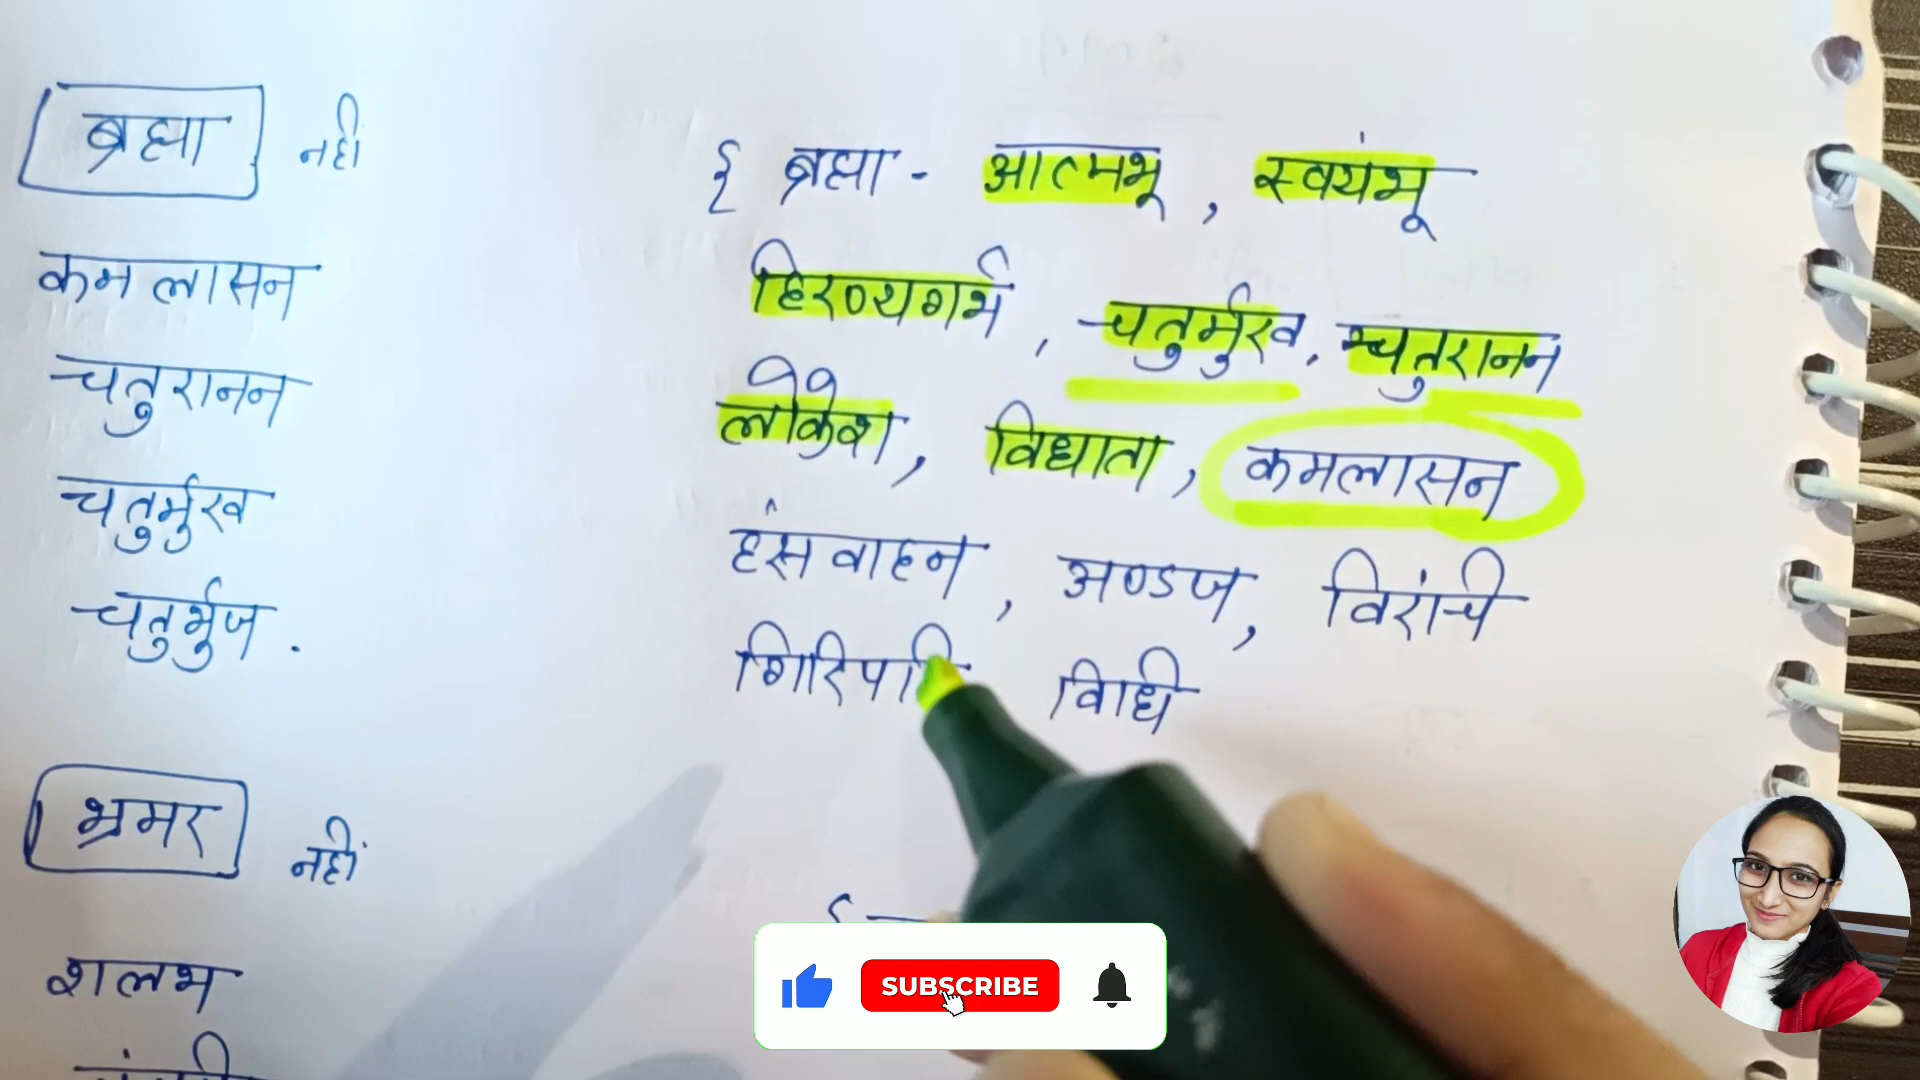 ब्रह्मा नही
कमलासन
चतुरानन
चतुर्मुख
चतुर्भुज .
भ्रमर नहीं
शलभ
ब्रह्मा - आत्मभू , स्वयंभू
हिरण्यगर्भ , चतुर्मुख, चतुरानन
लोकेश , विधाता , कमलासन
हंसवाहन , अण्डज , विरंचि
विधि
SUBSCRIBE